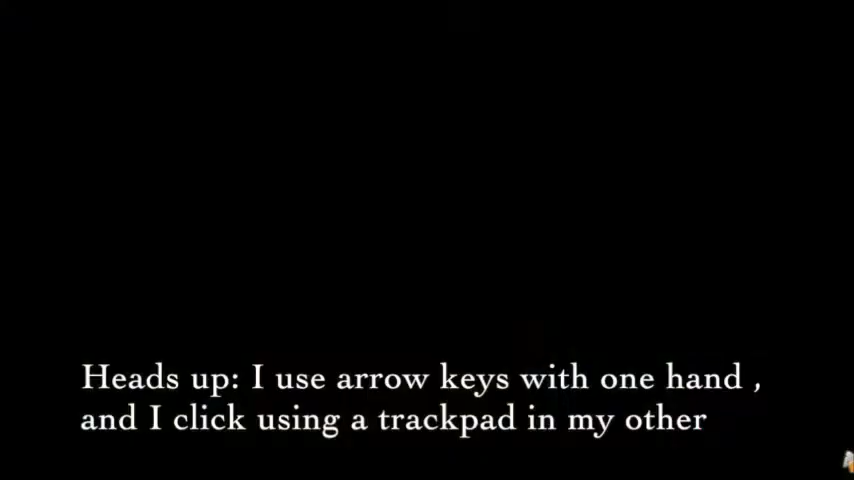 Heads up: I use arrow keys with one hand ,
and I click using a trackpad in my other